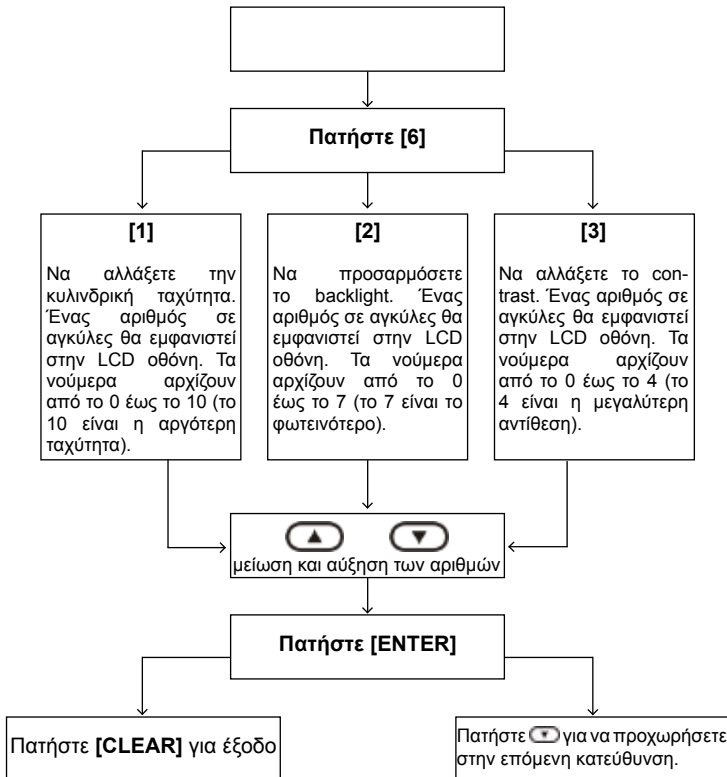 Πατήστε [6]
[1]
Να αλλάξετε την
κυλινδρική ταχύτητα.
Ένας αριθμός σε
αγκύλες θα εμφανιστεί
στην LCD οθόνη. Τα
νούμερα αρχίζουν
από το 0 έως το 10 (το
10 είναι η αργότερη
ταχύτητα).
[2]
Να προσαρμόσετε
το backlight. Ένας
αριθμός σε αγκύλες θα
εμφανιστεί στην LCD
οθόνη. Τα νούμερα
αρχίζουν από το 0
έως το 7 (το 7 είναι το
φωτεινότερο).
[3]
Να αλλάξετε το con-
trast. Ένας αριθμός σε
αγκύλες θα εμφανιστεί
στην LCD οθόνη. Τα
νούμερα αρχίζουν
από το 0 έως το 4 (το
4 είναι η μεγαλύτερη
αντίθεση).
μείωση και αύξηση των αριθμών
Πατήστε [ENTER]
Πατήστε [CLEAR] για έξοδο
Πατήστε για να προχωρήσετε
στην επόμενη κατεύθυνση.